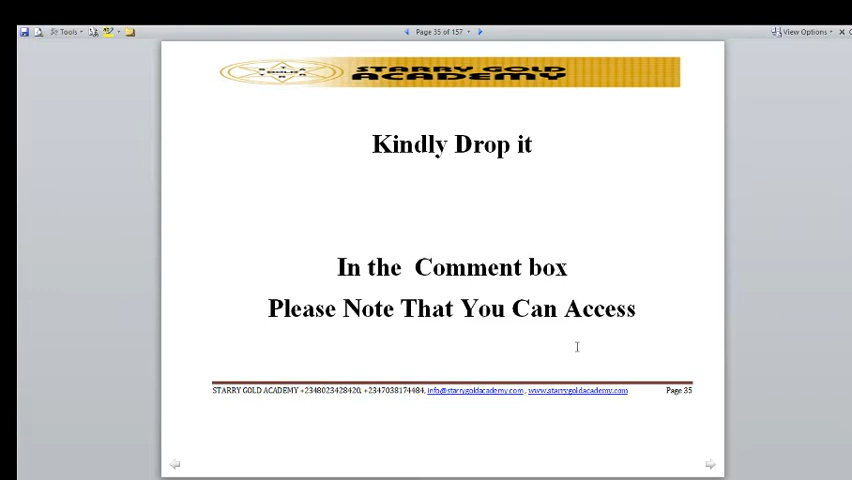 Tools
Page 35 of 157
View Options
STARRY GOLD
ACADEMY
Kindly Drop it
In the Comment box
Please Note That You Can Access
STARRY GOLD ACADEMY +2348023428420, +2347038174484, info@starrygoldacademy.com, www.starrygoldacademy.com Page 35